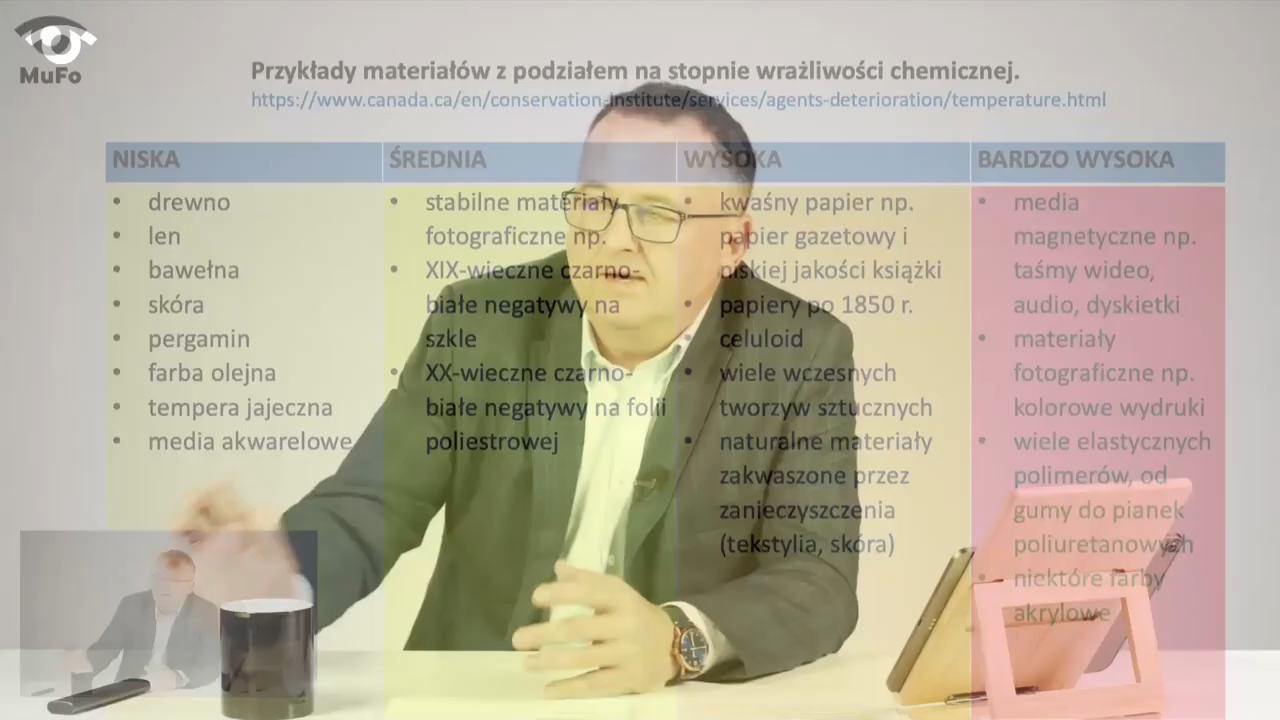 MuFo
Przykłady materiałów z podziałem na stopnie wrażliwości chemicznej.
https://www.canada.ca/en/conservation-institute/services/agents-deterioration/temperature.html
NISKA
• drewno
• len
• bawełna
• skóra
• pergamin
• farba olejna
• tempera jajeczna
• media akwarelowe
ŚREDNIA
• stabilne materiały
fotograficzne np.
• XIX-wieczne czarno-
białe negatywy na
szkle
• XX-wieczne czarno-
białe negatywy na folii
poliestrowej
WYSOKA
• kwaśny papier np.
papier gazetowy i
niskiej jakości książki
• papiery po 1850 r.
• celuloid
• wiele wczesnych
tworzyw sztucznych
• naturalne materiały
zakwaszone przez
zanieczyszczenia
(tekstylia, skóra)
BARDZO WYSOKA
• media
magnetyczne np.
taśmy wideo,
audio, dyskietki
• materiały
fotograficzne np.
kolorowe wydruki
• wiele elastycznych
polimerów, od
gumy do pianek
poliuretanowych
• niektóre farby
akrylowe